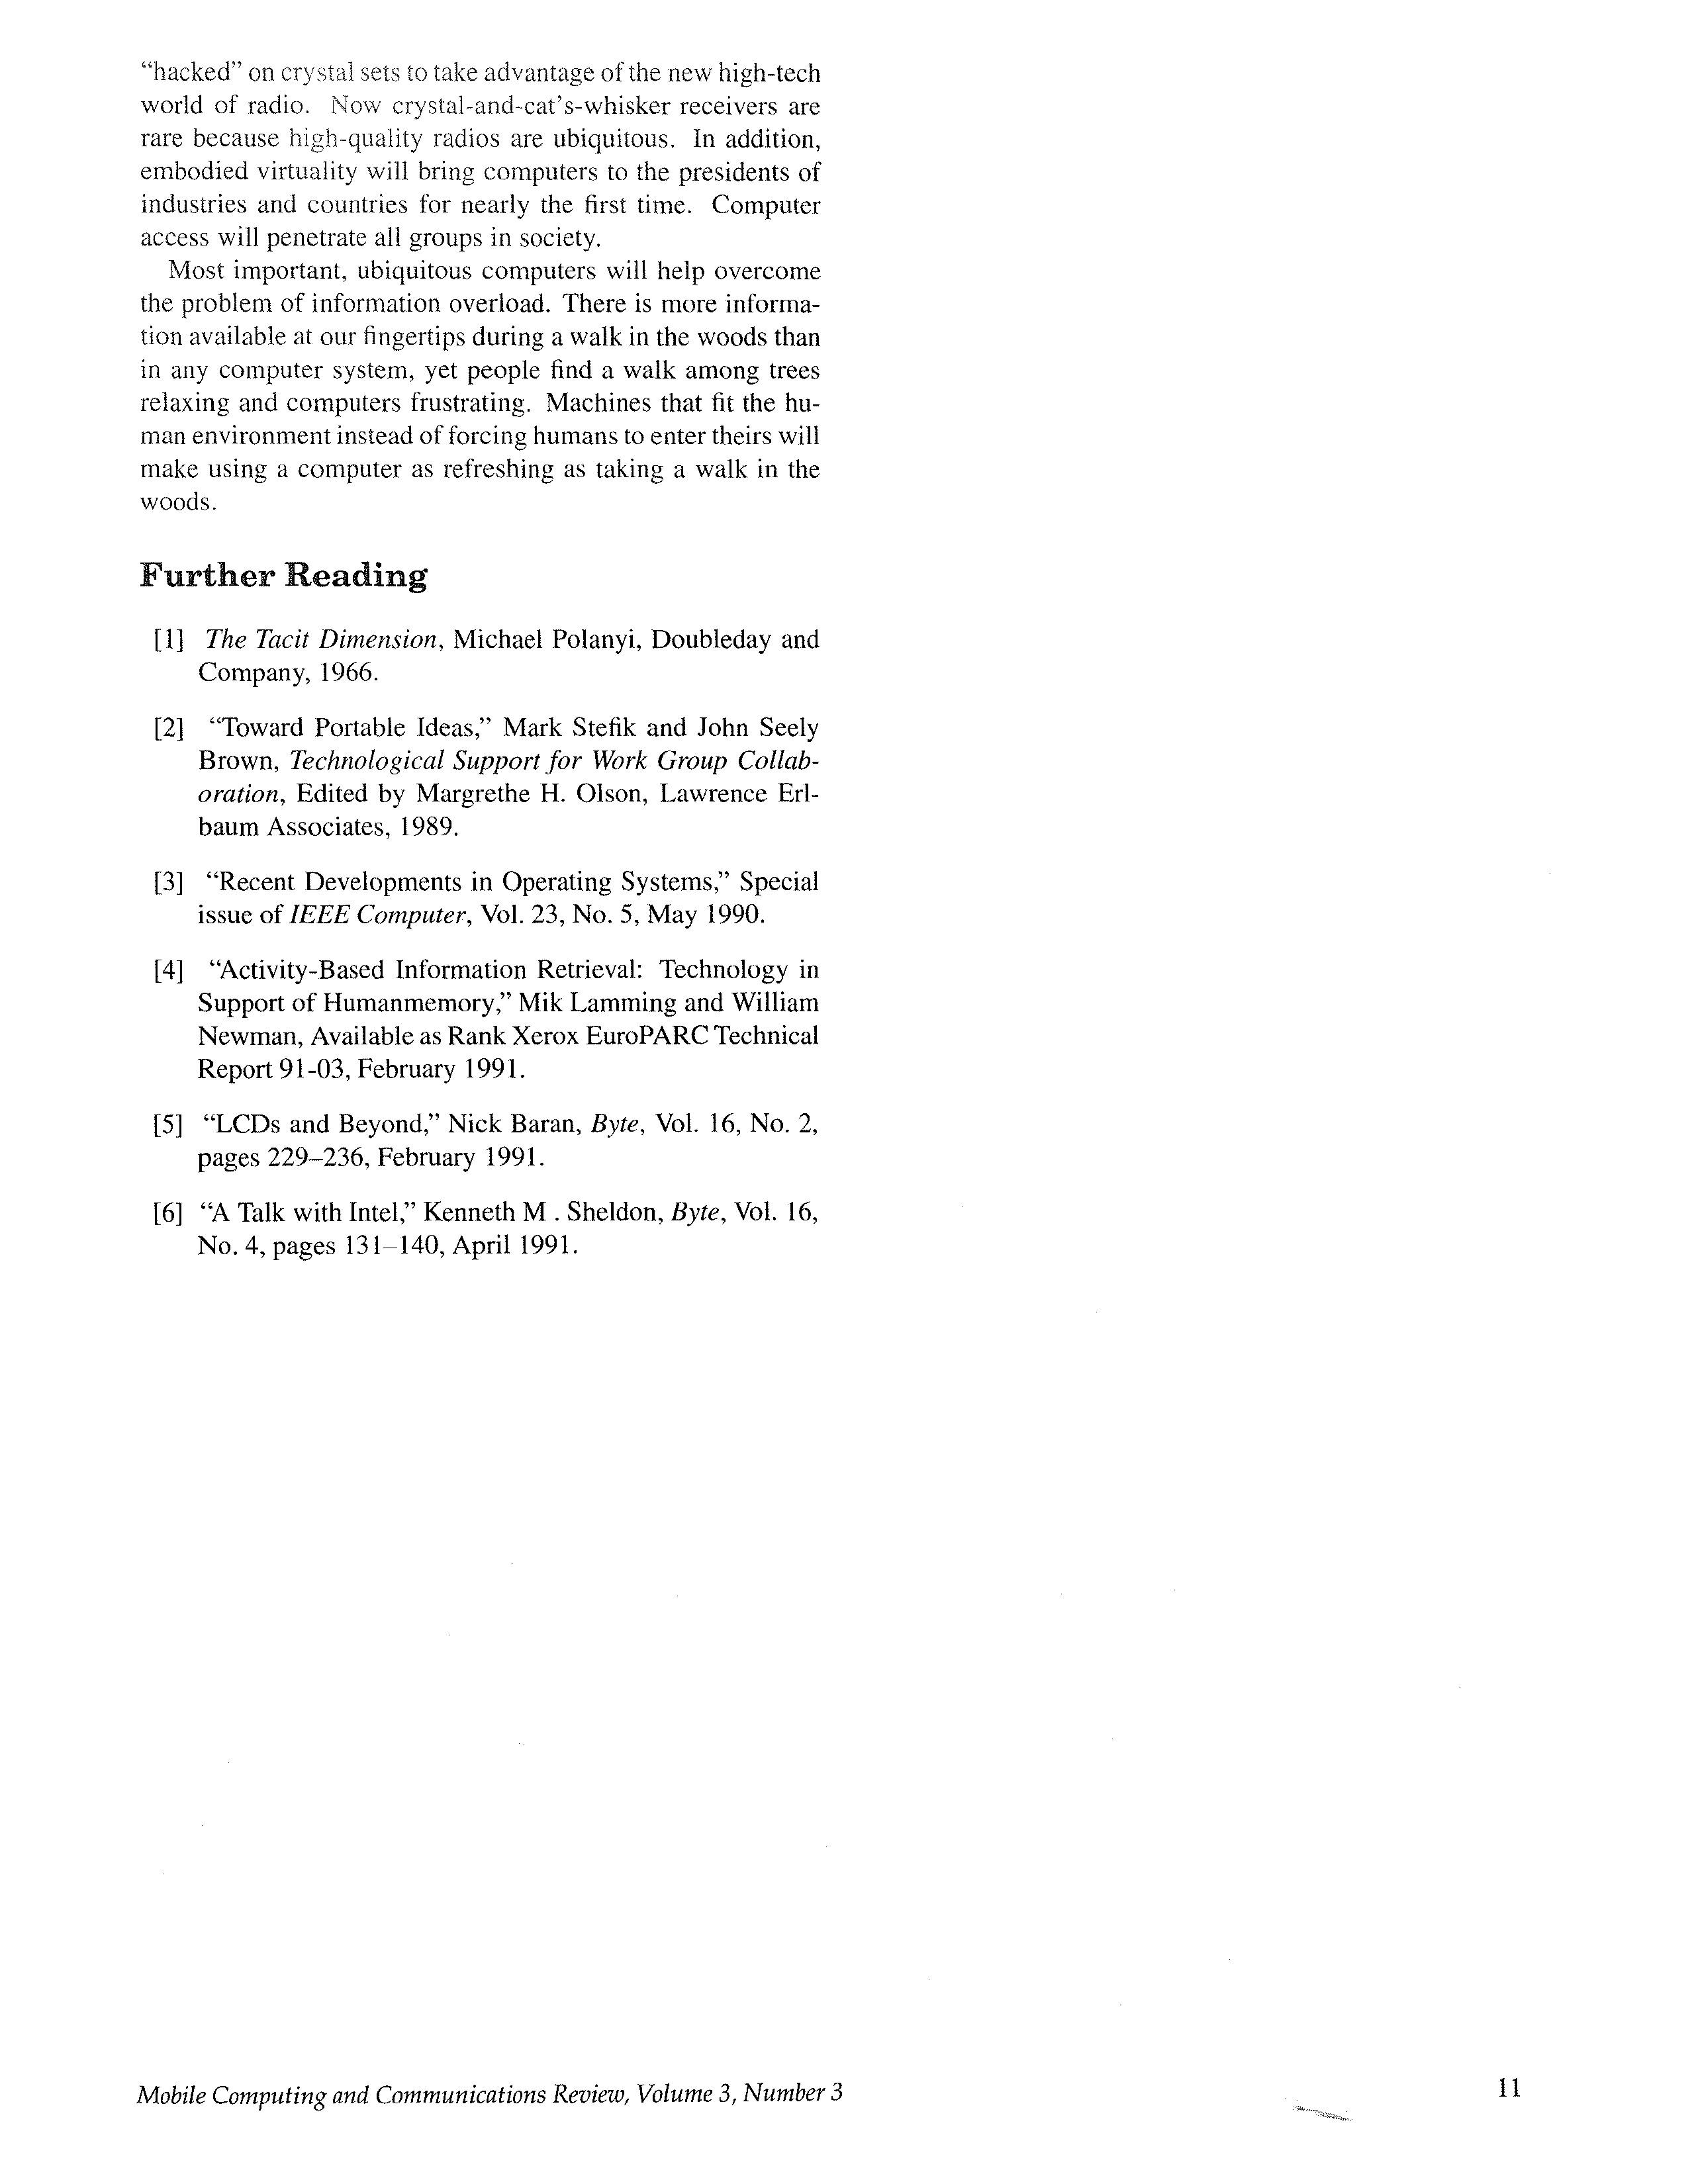 “hacked” on crystal sets to take advantage of the new high-tech
world of radio. Now crystal-and-cat's-whisker receivers are
rare because high-quality radios are ubiquitous. In addition,
embodied virtuality will bring computers to the presidents of
industries and countries for nearly the first time. Computer
access will penetrate all groups in society.
Most important, ubiquitous computers will help overcome
the problem of information overload. There is more informa-
tion available at our fingertips during a walk in the woods than
in any computer system, yet people find a walk among trees
relaxing and computers frustrating. Machines that fit the hu-
man environment instead of forcing humans to enter theirs will
make using a computer as refreshing as taking a walk in the
woods.
Further Reading
[1] The Tacit Dimension, Michael Polanyi, Doubleday and
Company, 1966.
[2] “Toward Portable Ideas,” Mark Stefik and John Seely
Brown, Technological Support for Work Group Collab-
oration, Edited by Margrethe H. Olson, Lawrence Erl-
baum Associates, 1989.
[3] “Recent Developments in Operating Systems,” Special
issue of IEEE Computer, Vol. 23, No. 5, May 1990.
[4] “Activity-Based Information Retrieval: Technology in
Support of Humanmemory,” Mik Lamming and William
Newman, Available as Rank Xerox EuroPARC Technical
Report 91-03, February 1991.
[5] “LCDs and Beyond,” Nick Baran, Byte, Vol. 16, No. 2,
pages 229–236, February 1991.
[6] “A Talk with Intel,” Kenneth M . Sheldon, Byte, Vol. 16,
No. 4, pages 131–140, April 1991.
Mobile Computing and Communications Review, Volume 3, Number 3
11